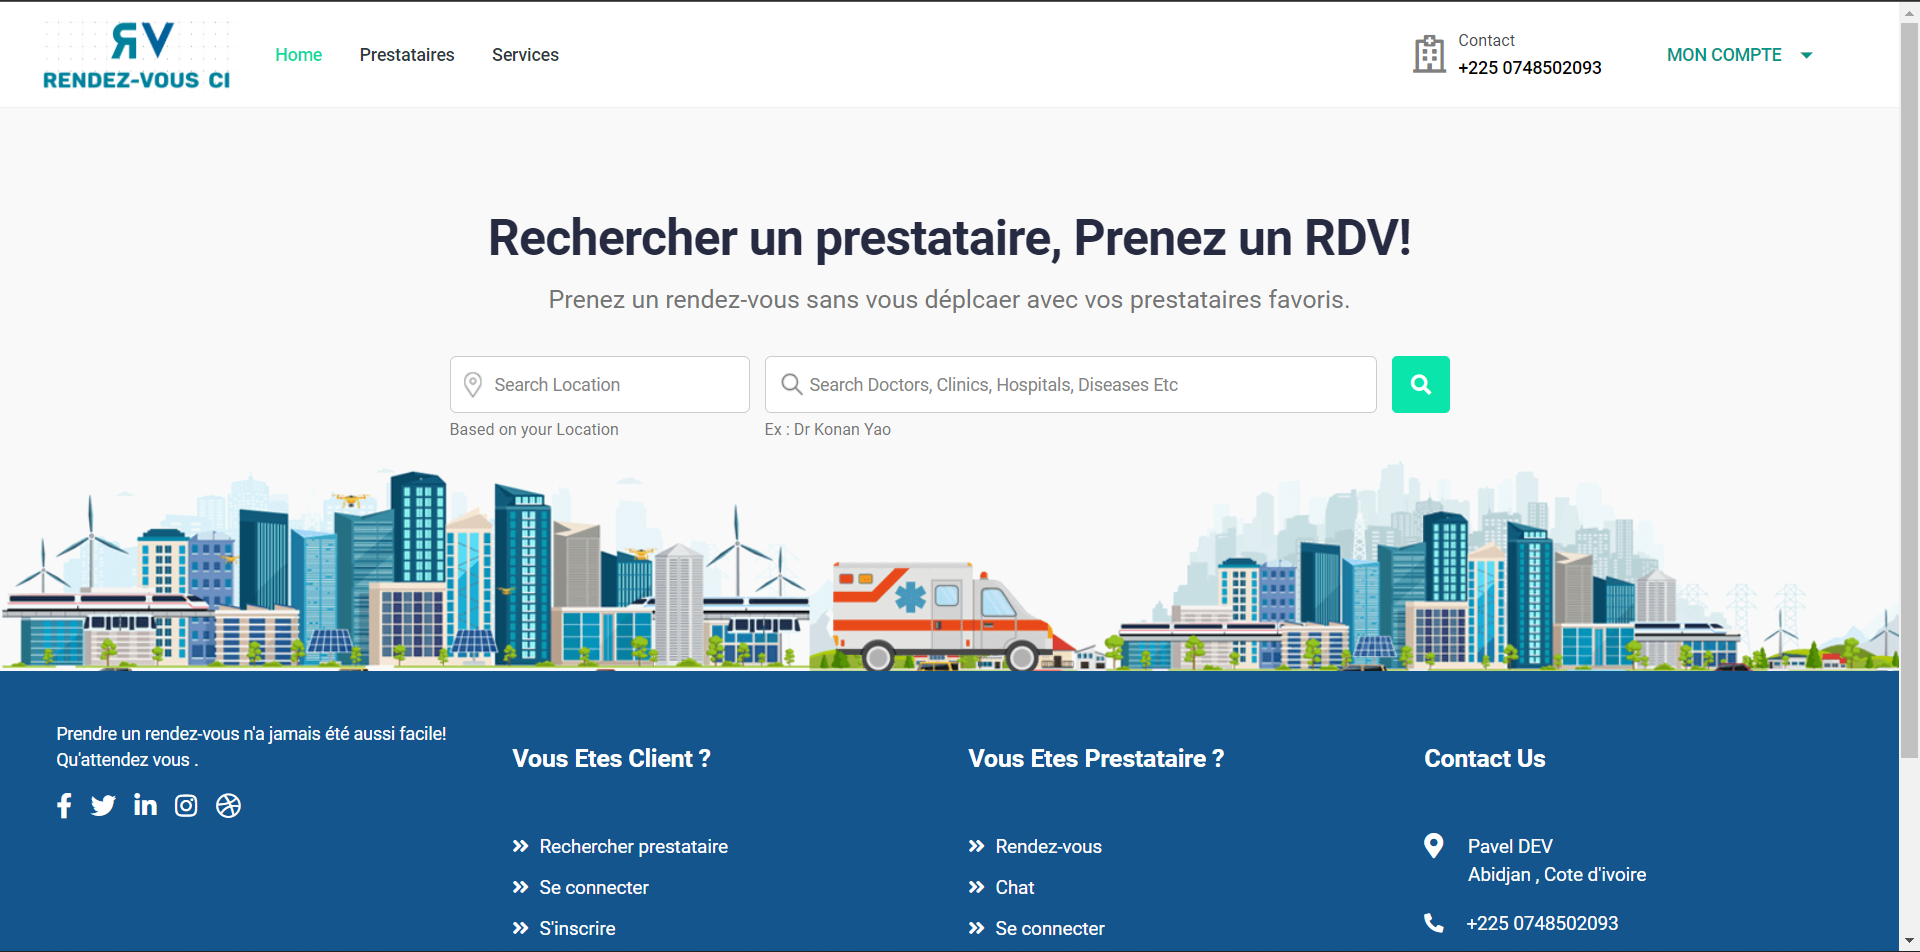 RV
RENDEZ-VOUS CI
Home
Prestataires
Services
Contact
+225 0748502093
MON COMPTE
Rechercher un prestataire, Prenez un RDV!
Prenez un rendez-vous sans vous déplcaer avec vos prestataires favoris.
Search Location
Search Doctors, Clinics, Hospitals, Diseases Etc
Based on your Location
Ex : Dr Konan Yao
Prendre un rendez-vous n'a jamais été aussi facile!
Qu'attendez vous .
Vous Etes Client ?
Rechercher prestataire
Se connecter
S'inscrire
Vous Etes Prestataire ?
Rendez-vous
Chat
Se connecter
Contact Us
Pavel DEV
Abidjan , Cote d'ivoire
+225 0748502093